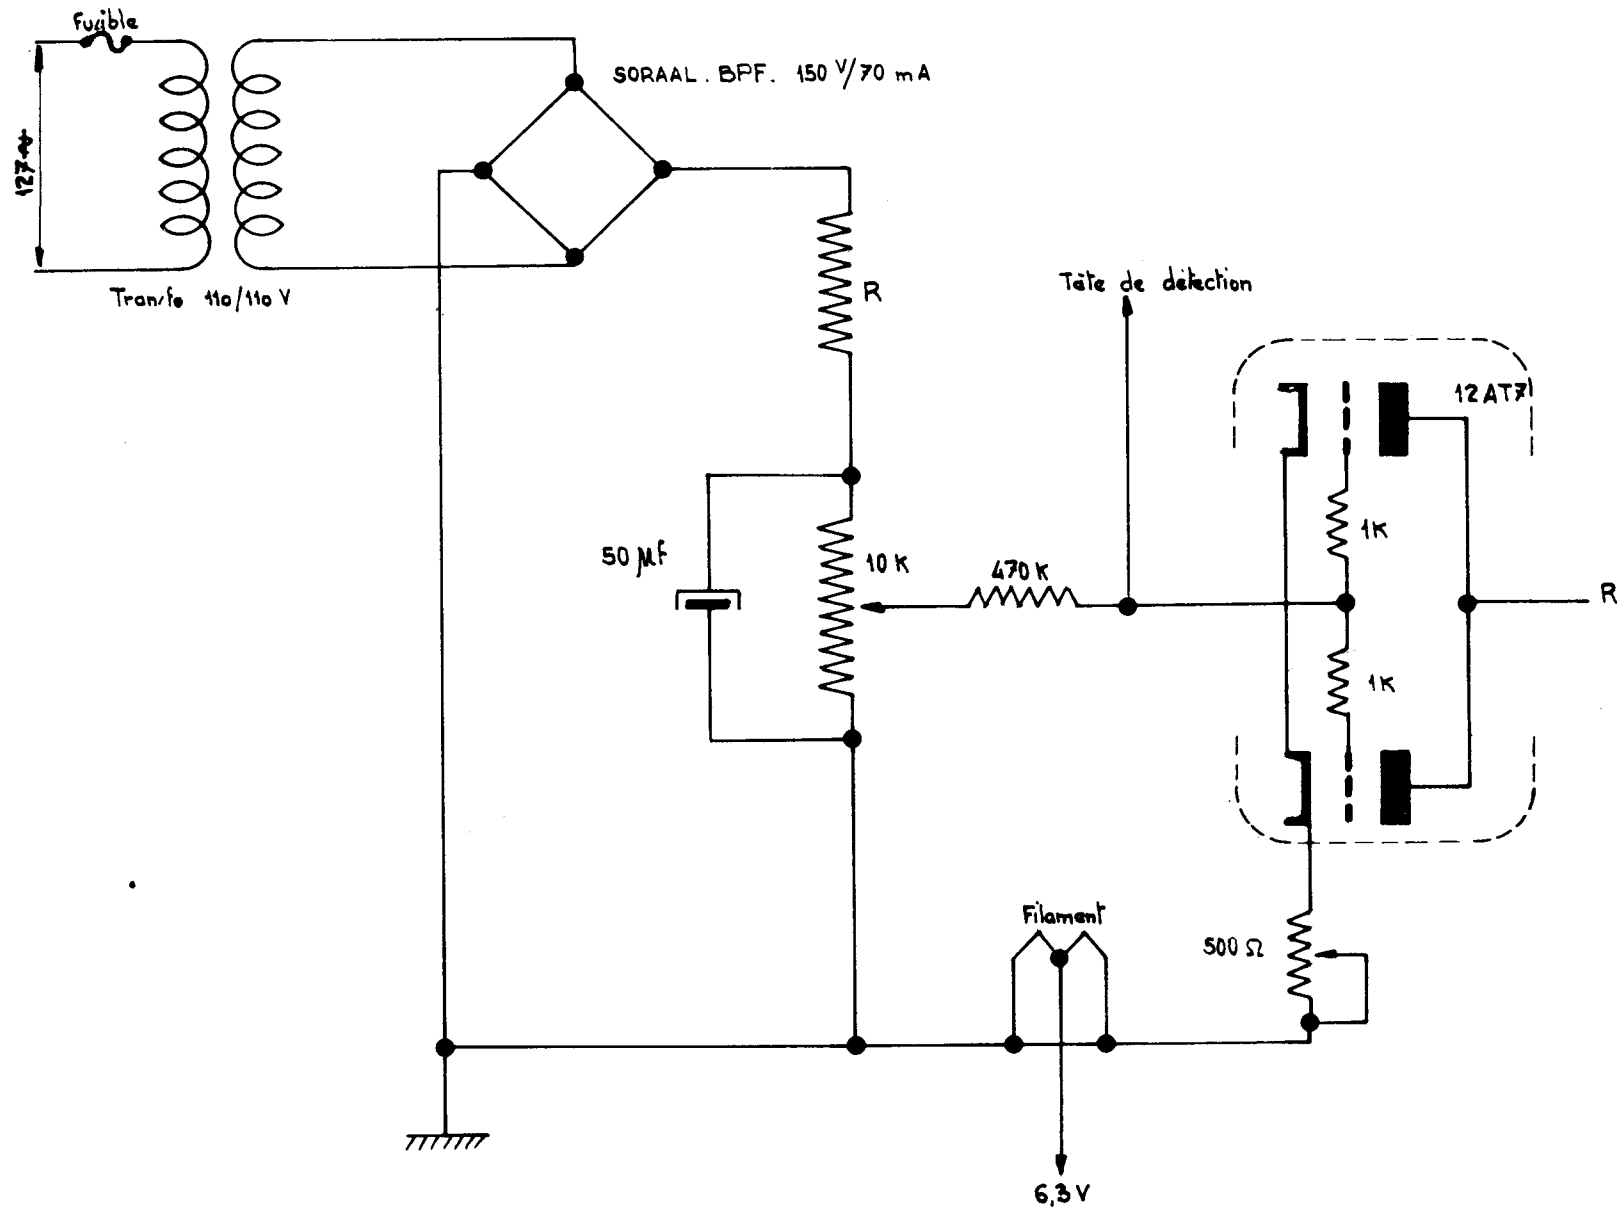 Fusible
SORAAL. BPF. 150 V/70 mA
127 ~
Transfo 110/110 V
R
Tête de détection
12AT7
1K
50 µF
10 K
470 K
R
1K
Filament
500 Ω
6,3 V